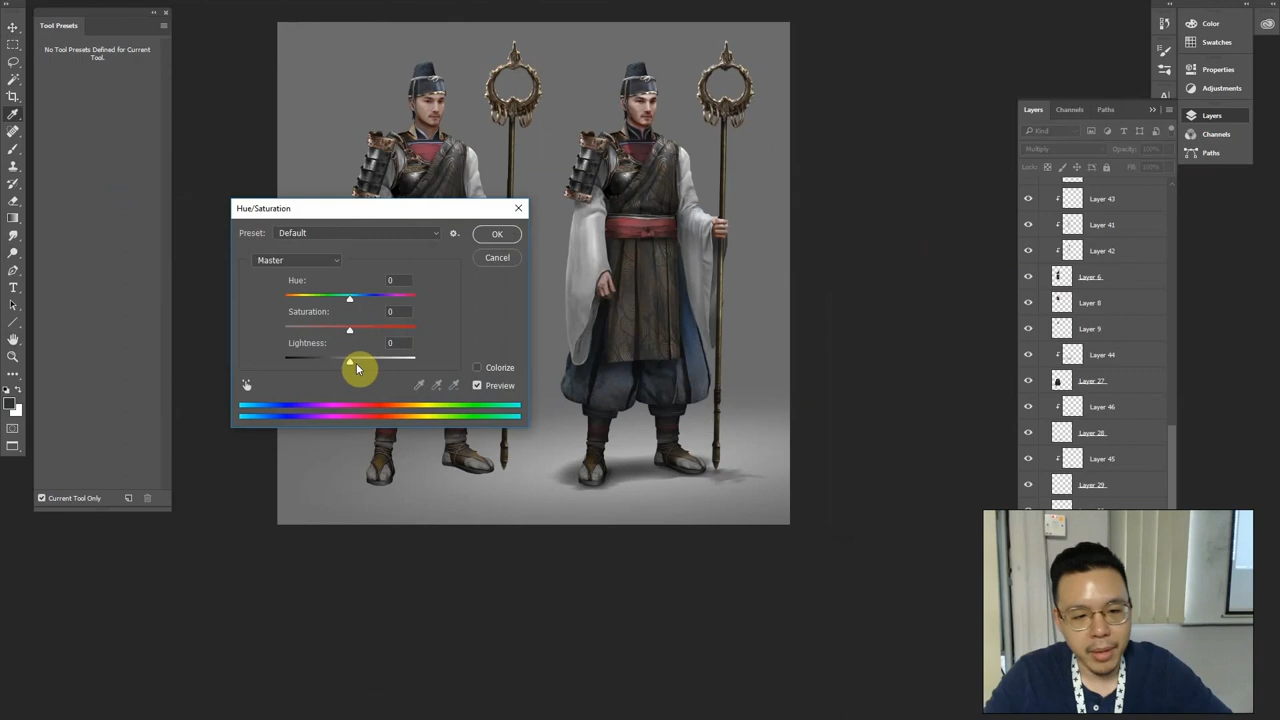 Tool Presets
No Tool Presets Defined for Current
Tool.
Current Tool Only
Hue/Saturation
Preset:
Default
OK
Cancel
Master
Hue:
0
Saturation:
0
Lightness:
0
Colorize
Preview
Color
Swatches
Properties
Adjustments
Layers
Channels
Paths
Layers
Channels
Paths
Kind
Multiply
Opacity:
100%
Lock:
Fill:
100%
Layer 43
Layer 41
Layer 42
Layer 6
Layer 8
Layer 9
Layer 44
Layer 27
Layer 46
Layer 28
Layer 45
Layer 29